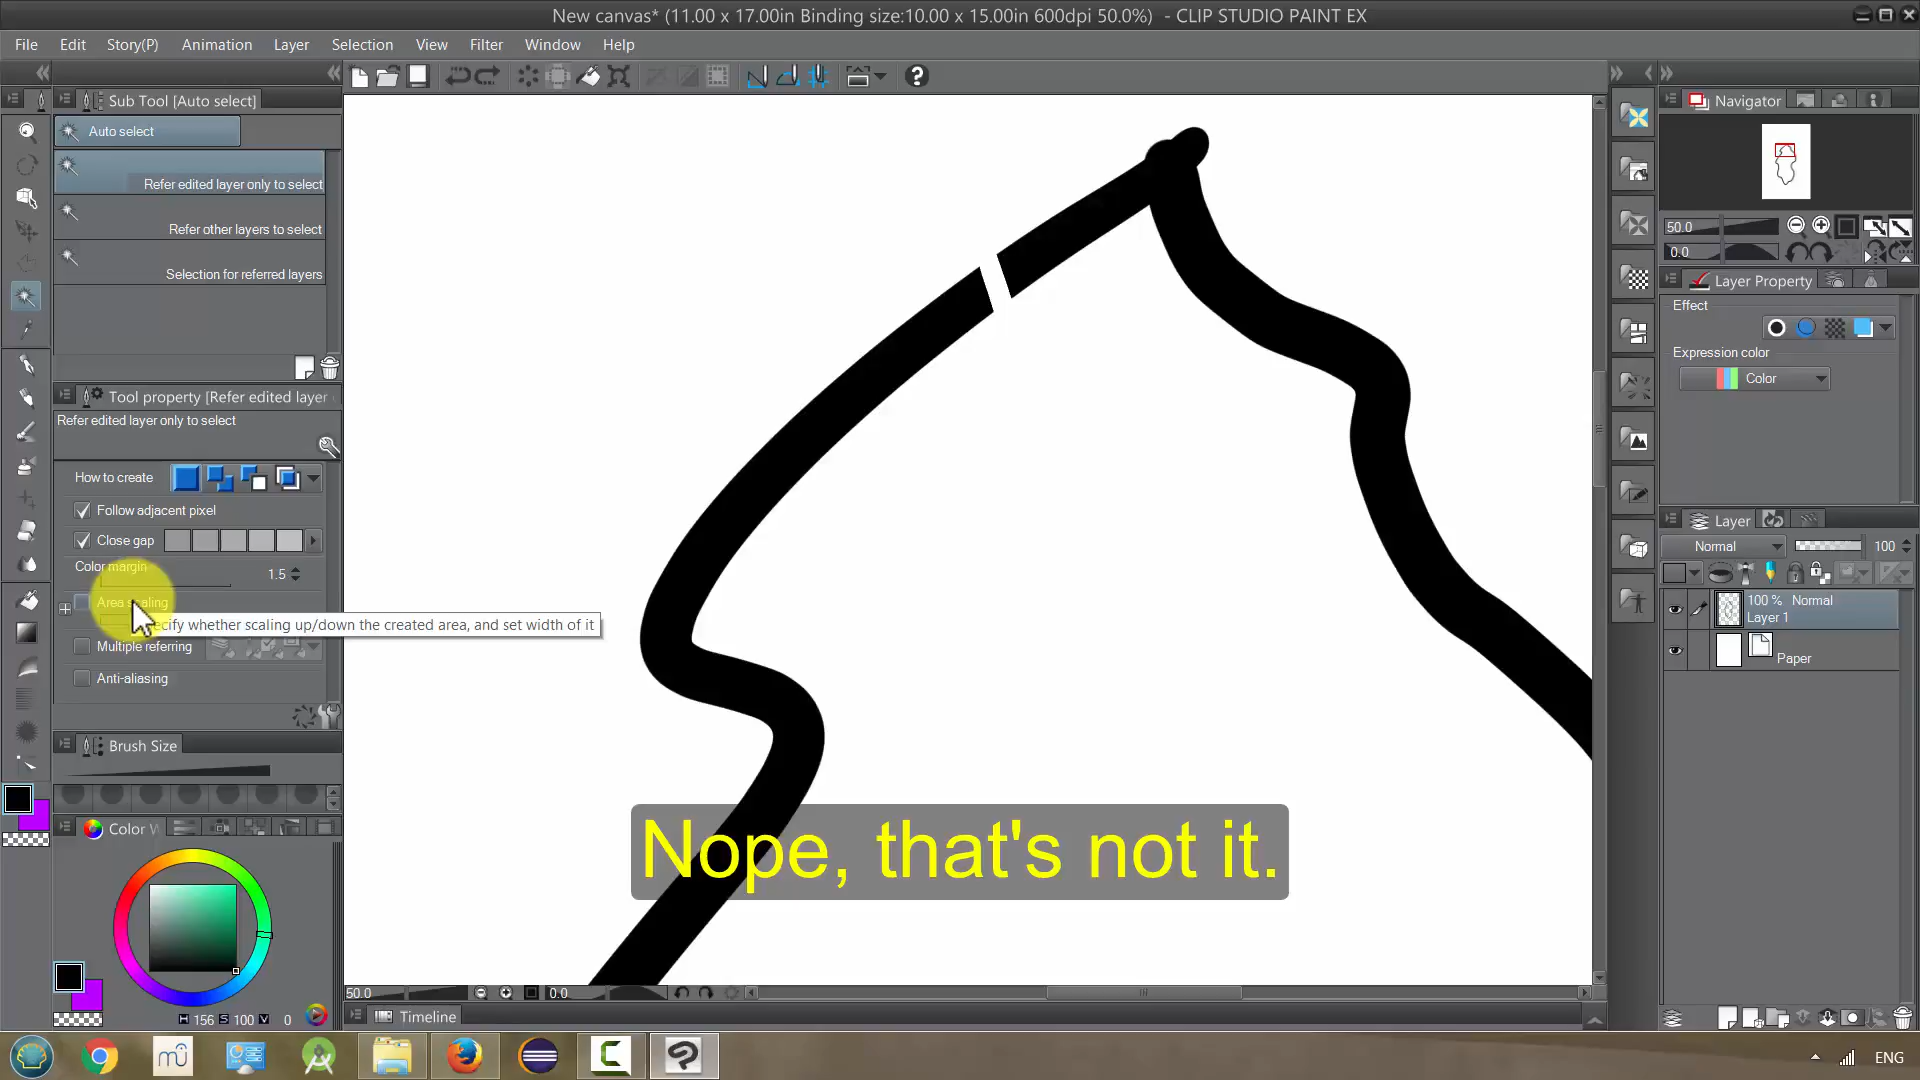 New canvas* (11.00 x 17.00in Binding size:10.00 x 15.00in 600dpi 50.0%) - CLIP STUDIO PAINT EX
File Edit Story(P) Animation Layer Selection View Filter Window Help
Sub Tool [Auto select]
Auto select
Refer edited layer only to select
Refer other layers to select
Selection for referred layers
Tool property [Refer edited layer
Refer edited layer only to select
How to create
Follow adjacent pixel
Close gap
Color margin
1.5
Area scaling
whether scaling up/down the created area, and set width of it
Multiple referring
Anti-aliasing
Brush Size
Color
H 156 S 100 V 0
Nope, that's not it.
50.0
0.0
Timeline
Navigator
50.0
0.0
Layer Property
Effect
Expression color
Color
Layer
Normal
100
100 % Normal
Layer 1
Paper
ENG